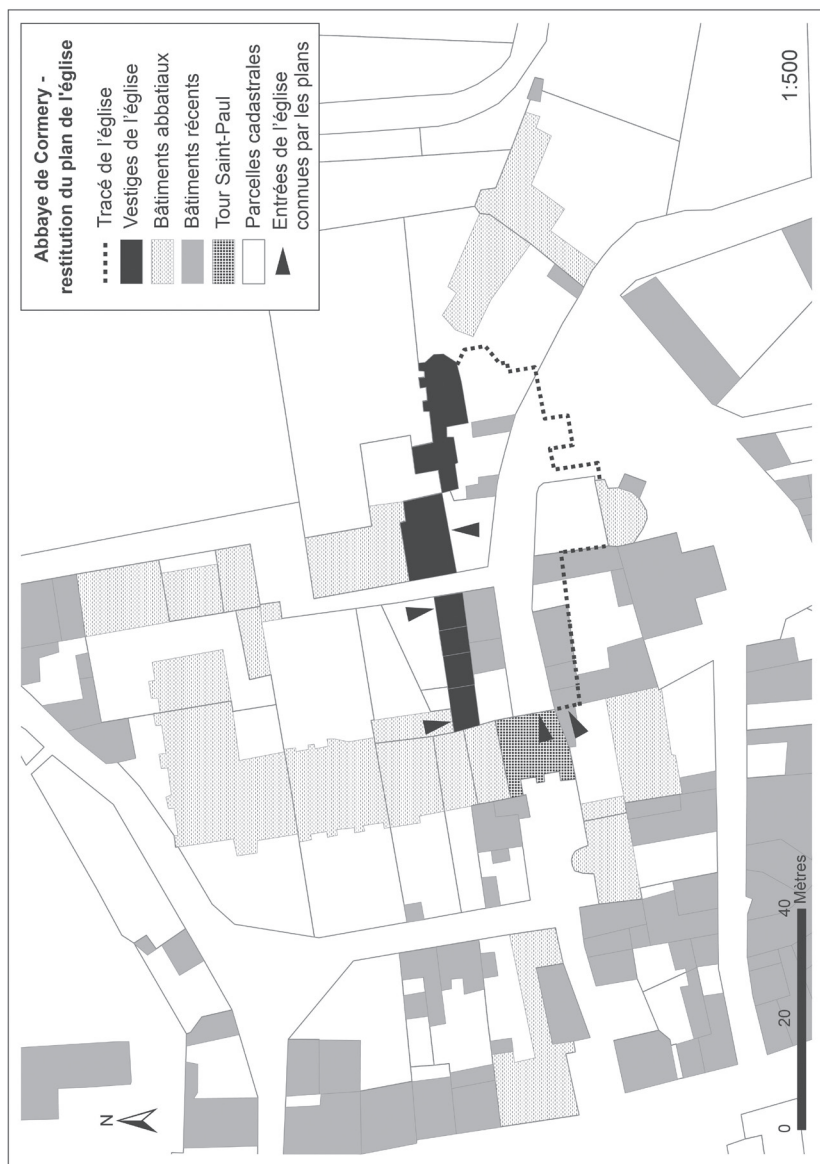 Abbaye de Cormery -
restitution du plan de l'église
Tracé de l'église
Vestiges de l'église
Bâtiments abbatiaux
Bâtiments récents
Tour Saint-Paul
Parcelles cadastrales
Entrées de l'église
connues par les plans
1:500
N
0
20
40
Mètres